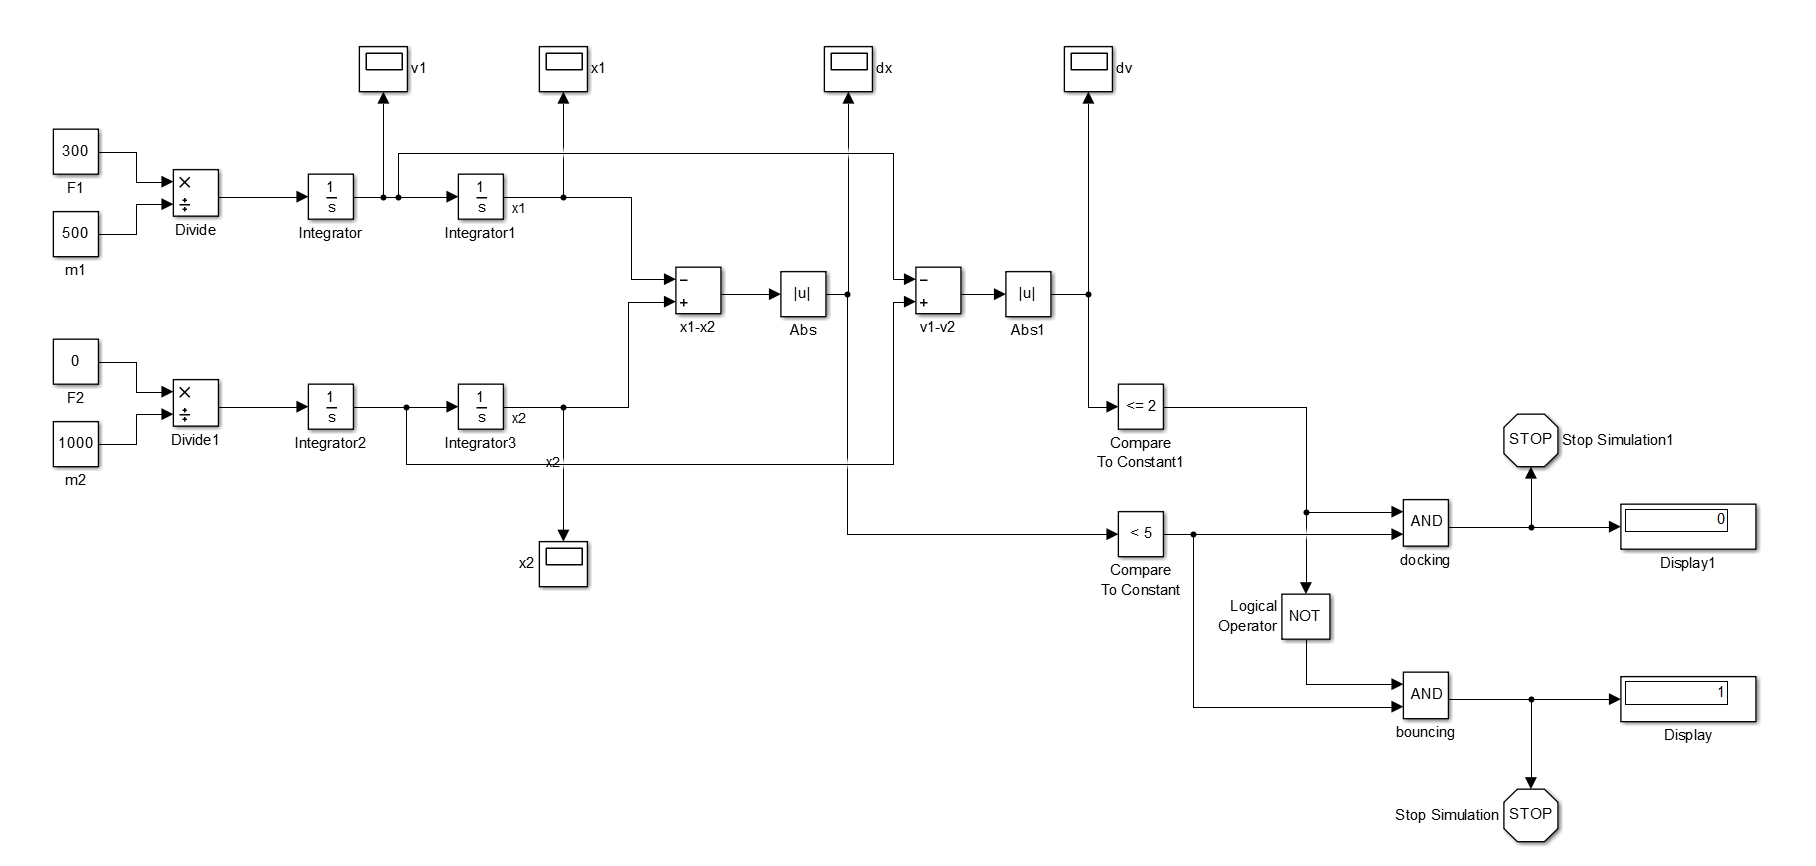 v1
x1
dx
dv
300
F1
×
÷
Divide
500
m1
1
s
Integrator
1
s
Integrator1
x1
−
+
x1-x2
|u|
Abs
−
+
v1-v2
|u|
Abs1
0
F2
×
÷
Divide1
1000
m2
1
s
Integrator2
1
s
Integrator3
x2
x2
x2
<= 2
Compare
To Constant1
< 5
Compare
To Constant
AND
docking
STOP
Stop Simulation1
0
Display1
Logical
Operator
NOT
AND
bouncing
1
Display
Stop Simulation
STOP